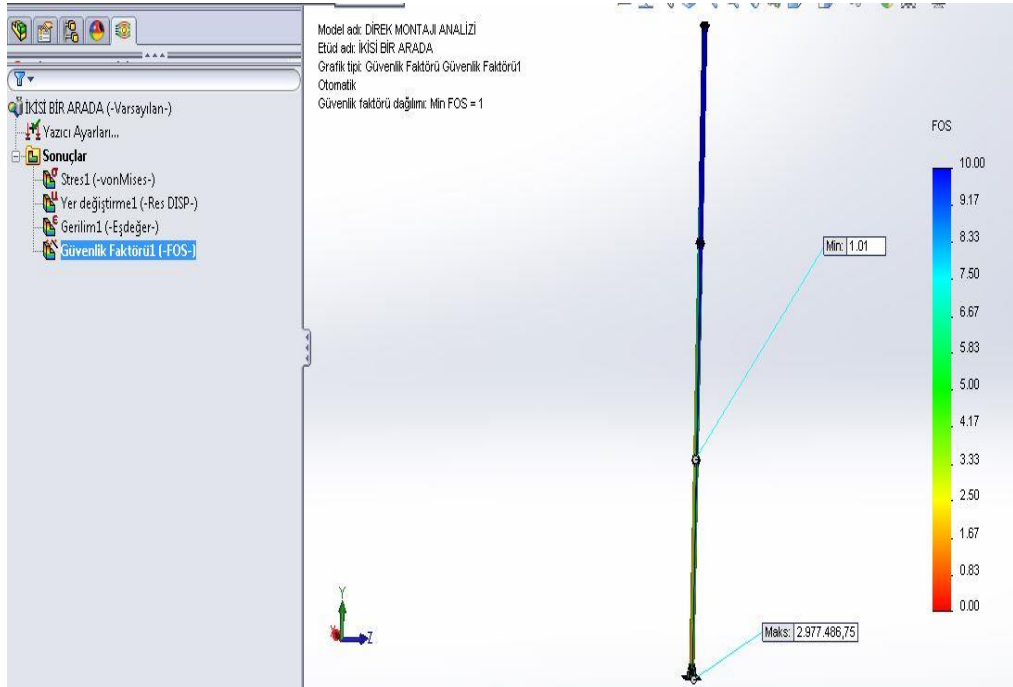 İKİSİ BİR ARADA (-Varsayılan-)
Yazıcı Ayarları...
Sonuçlar
Stres1 (-vonMises-)
Yer değiştirme1 (-Res DISP-)
Gerilim1 (-Eşdeğer-)
Güvenlik Faktörü1 (-FOS-)
Model adı: DİREK MONTAJI ANALİZİ
Etüd adı: İKİSİ BİR ARADA
Grafik tipi: Güvenlik Faktörü Güvenlik Faktörü1
Otomatik
Güvenlik faktörü dağılımı: Min FOS = 1
Min: 1.01
Maks: 2.977.486,75
Y
Z
FOS
10.00
9.17
8.33
7.50
6.67
5.83
5.00
4.17
3.33
2.50
1.67
0.83
0.00